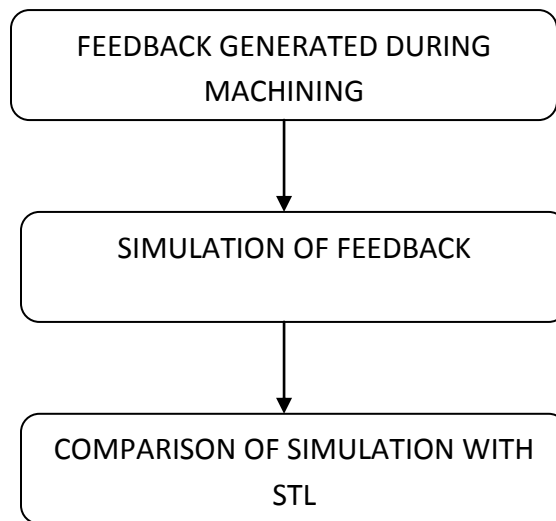 FEEDBACK GENERATED DURING
MACHINING
SIMULATION OF FEEDBACK
COMPARISON OF SIMULATION WITH
STL